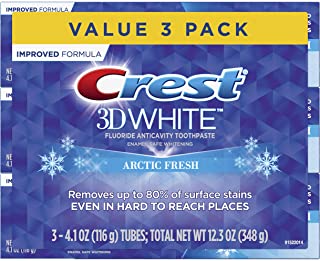 VALUE 3 PACK
IMPROVED FORMULA
Crest
3D WHITE™
FLUORIDE ANTICAVITY TOOTHPASTE
ENAMEL SAFE WHITENING
ARCTIC FRESH
Removes up to 80% of surface stains
EVEN IN HARD TO REACH PLACES
3 – 4.1 OZ (116 g) TUBES; TOTAL NET WT 12.3 OZ (348 g)
91523014